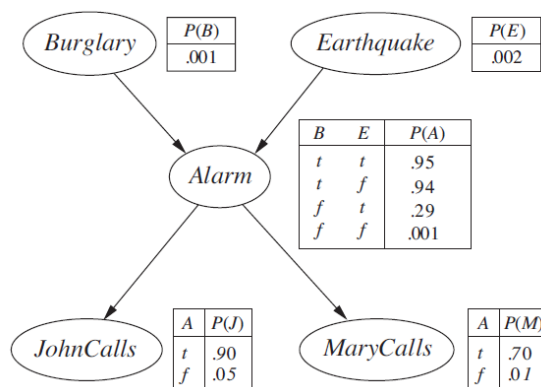 Burglary
P(B)
.001
Earthquake
P(E)
.002
Alarm
B E P(A)
t t .95
t f .94
f t .29
f f .001
JohnCalls
A P(J)
t .90
f .05
MaryCalls
A P(M)
t .70
f .01